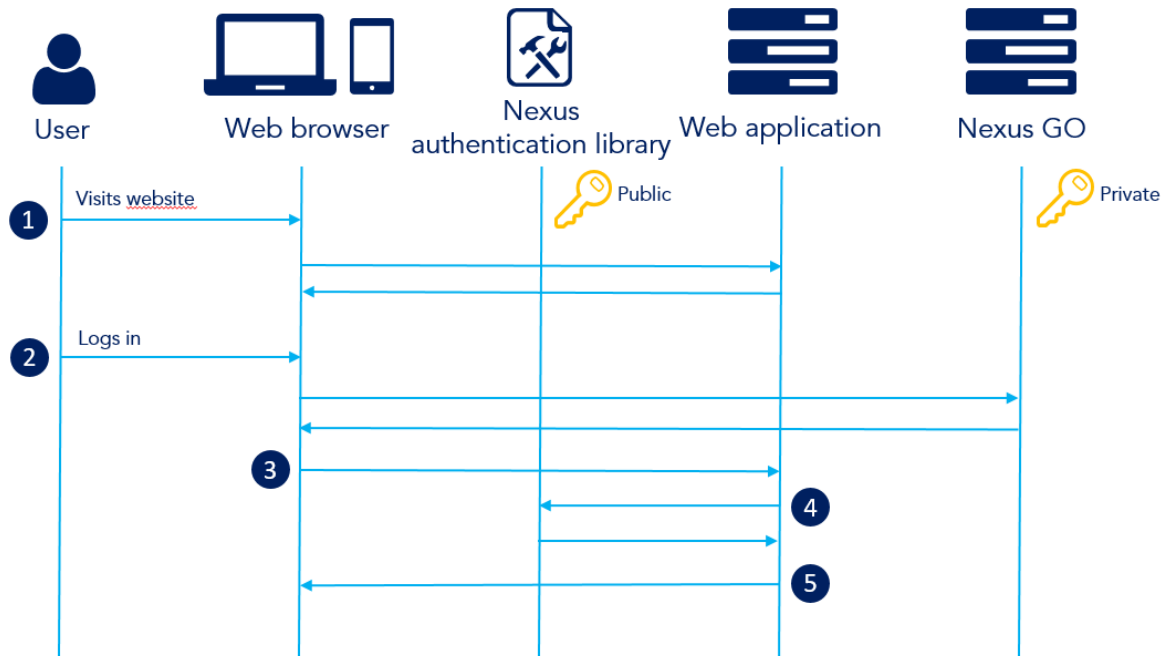 User
Web browser
Nexus
authentication library
Web application
Nexus GO
Public
Private
Visits website
1
Logs in
2
3
4
5